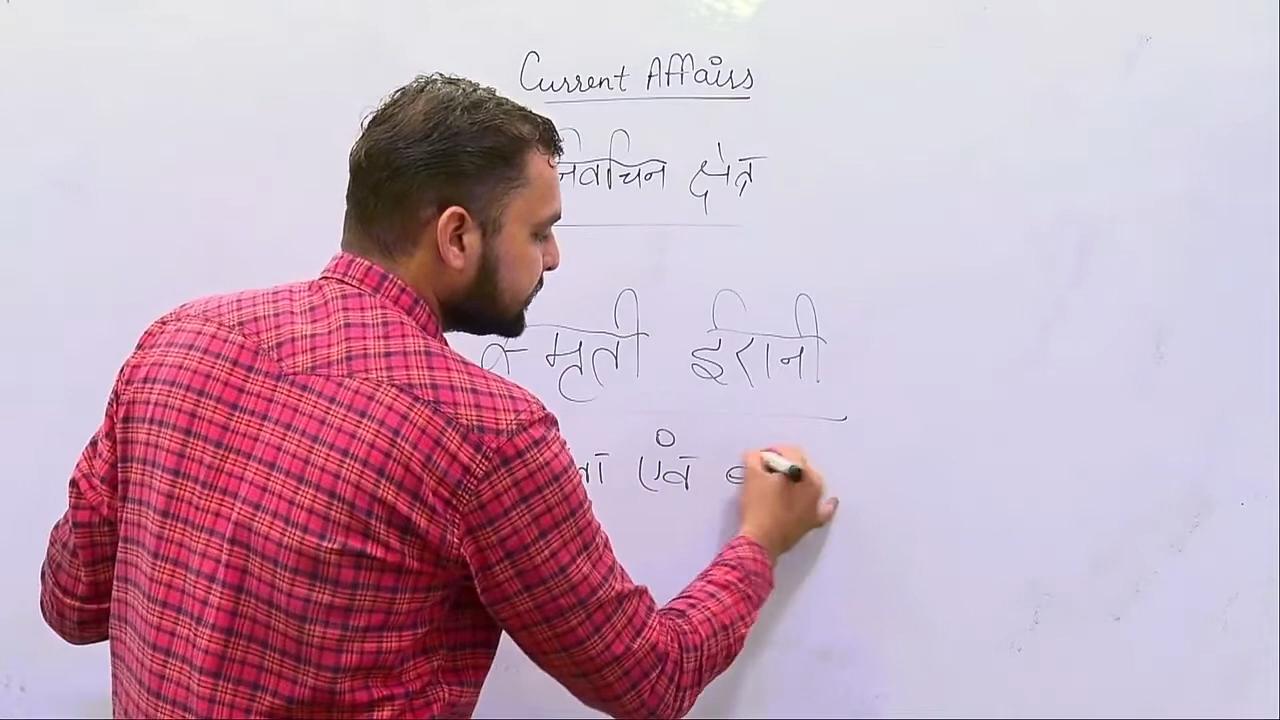 Current Affairs
निर्वाचन क्षेत्र
स्मृती ईरानी
एवं